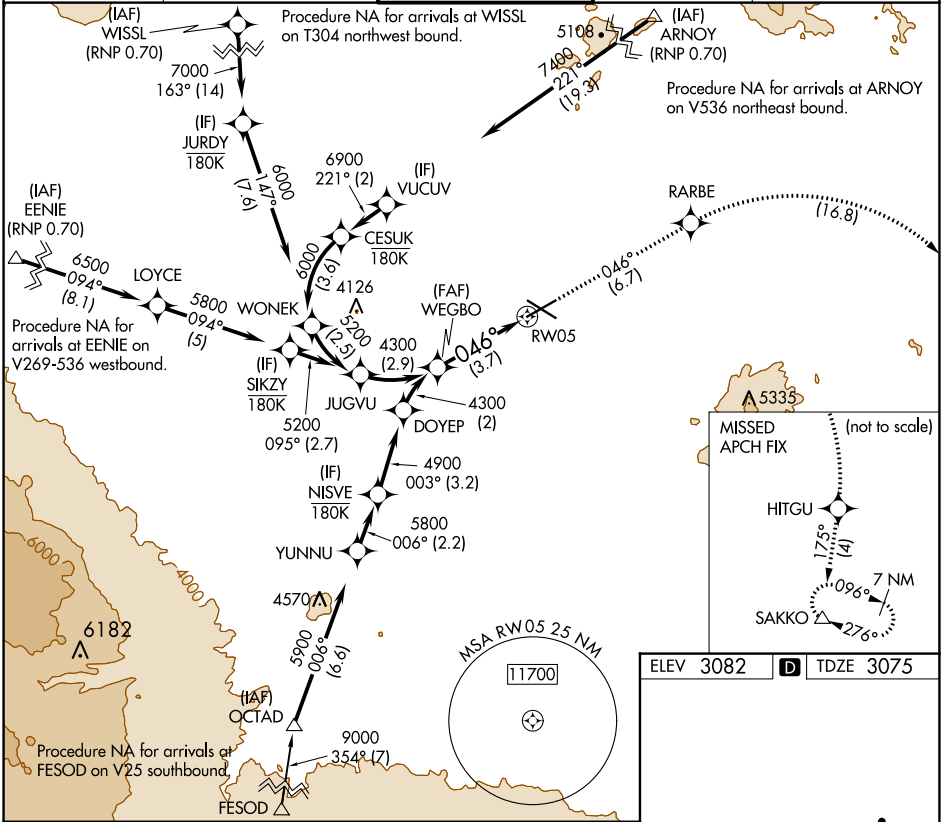 (IAF)
WISSL
(RNP 0.70)
Procedure NA for arrivals at WISSL
on T304 northwest bound.
5108
(IAF)
ARNOY
(RNP 0.70)
7400
221°
(19.3)
Procedure NA for arrivals at ARNOY
on V536 northeast bound.
7000
163° (14)
(IF)
JURDY
180K
6000
147°
(7.6)
6900
221° (2)
(IF)
VUCUV
CESUK
180K
RARBE
(16.8)
(IAF)
EENIE
(RNP 0.70)
6500
094°
(8.1)
LOYCE
5800
094°
(5)
6000
(3.6)
046°
(6.7)
Procedure NA for
arrivals at EENIE on
V269-536 westbound.
WONEK
4126
5200
(2.5)
4300
(2.9)
(FAF)
WEGBO
046°
(3.7)
RW05
(IF)
SIKZY
180K
5200
095° (2.7)
JUGVU
4300
(2)
DOYEP
5335
4900
003° (3.2)
(IF)
NISVE
180K
5800
006° (2.2)
YUNNU
MISSED
APCH FIX
(not to scale)
HITGU
175°
(4)
096°
7 NM
SAKKO
276°
6000
4000
4570
6182
5900
006°
(6.6)
MSA RW05 25 NM
11700
ELEV 3082
D
TDZE 3075
(IAF)
OCTAD
9000
354° (7)
Procedure NA for arrivals at
FESOD on V25 southbound.
FESOD